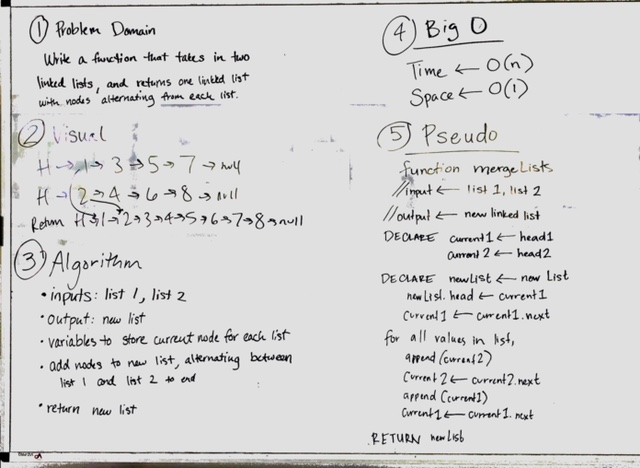 1 Problem Domain
Write a function that takes in two
linked lists, and returns one linked list
with nodes alternating from each list.
2 Visual
H → 1 → 3 → 5 → 7 → null
H → 2 → 4 → 6 → 8 → null
Return H → 1 → 2 → 3 → 4 → 5 → 6 → 7 → 8 → null
3 Algorithm
• inputs: list 1, list 2
• output: new list
• variables to store current node for each list
• add nodes to new list, alternating between
list 1 and list 2 to end
• return new list
4 Big O
Time ← O(n)
Space ← O(1)
5 Pseudo
function mergeLists
//input ← list 1, list 2
//output ← new linked list
DECLARE current1 ← head1
current2 ← head2
DECLARE newList ← new List
newList.head ← current1
current1 ← current1.next
for all values in list,
append(current2)
current2 ← current2.next
append(current1)
current1 ← current1.next
RETURN newList